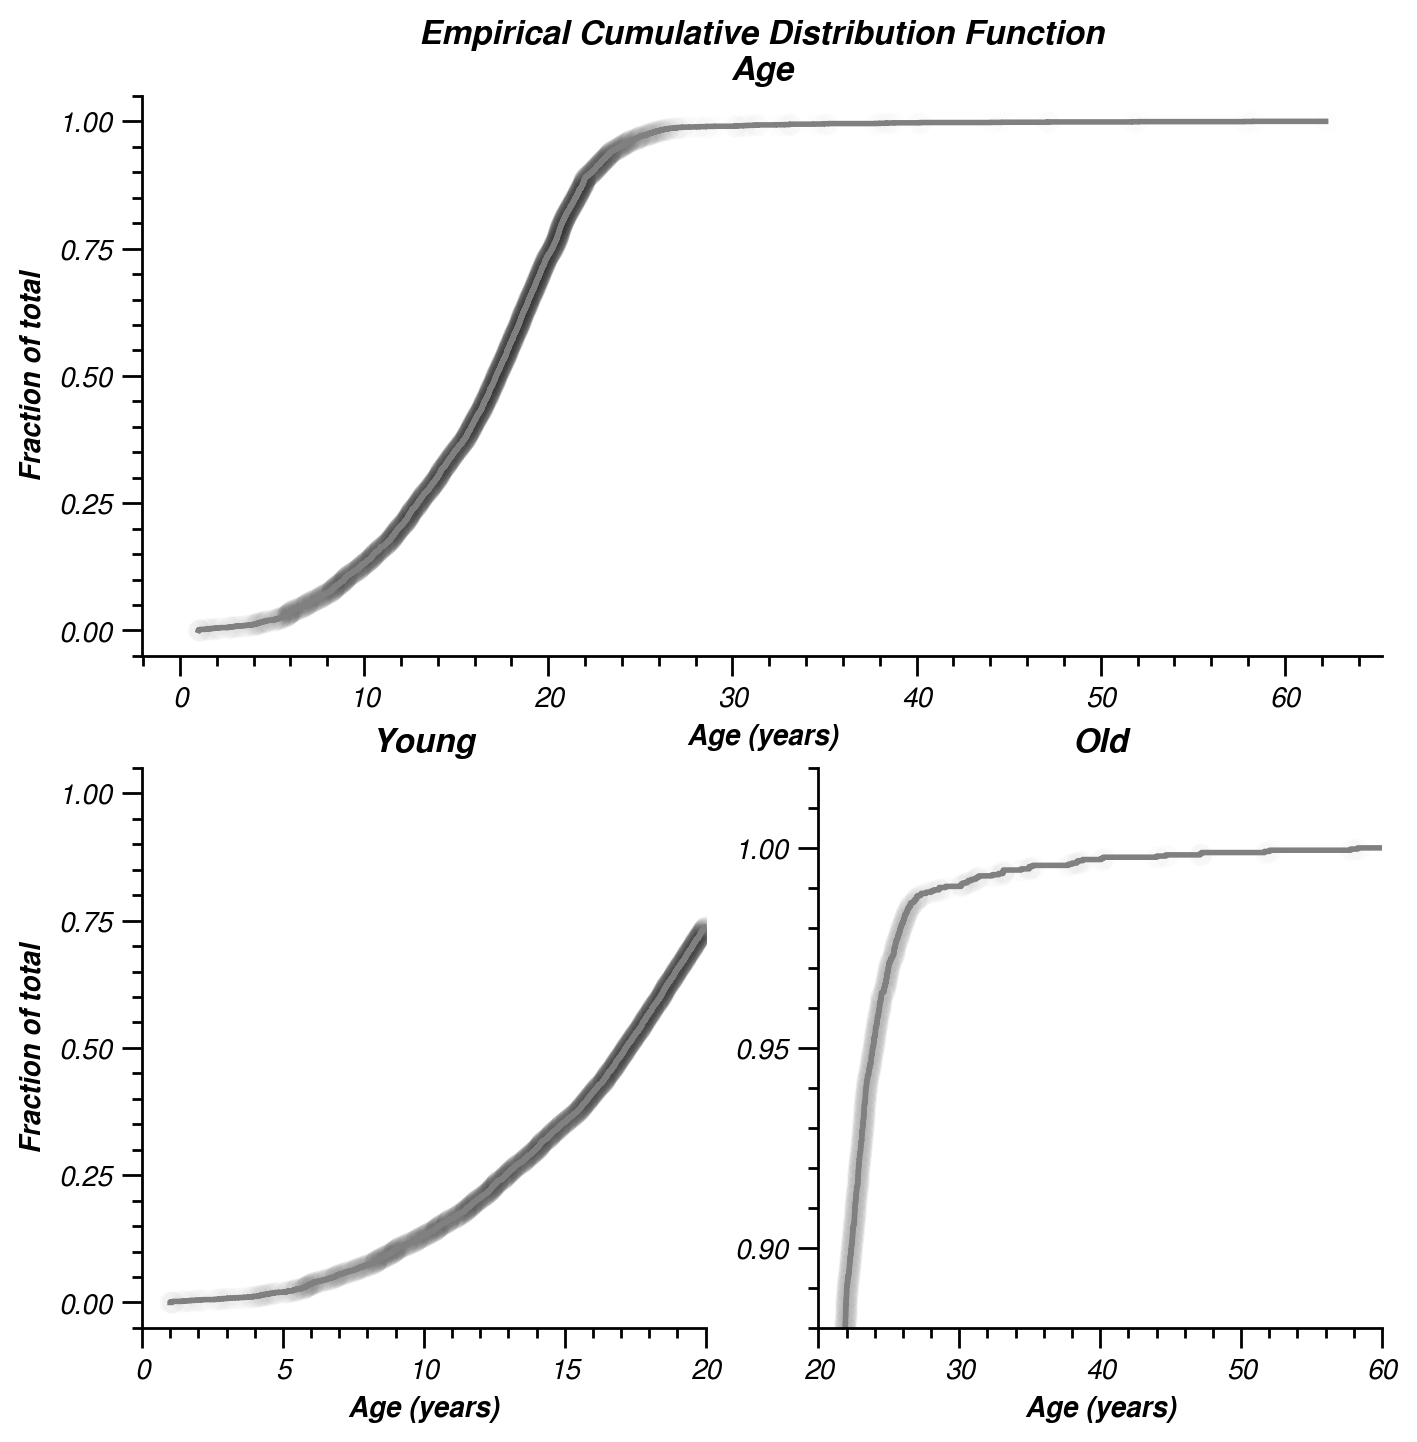 Empirical Cumulative Distribution Function
Age
1.00
0.75
0.50
0.25
0.00
Fraction of total
0 10 20 30 40 50 60
Age (years)
Young
1.00
0.75
0.50
0.25
0.00
Fraction of total
0 5 10 15 20
Age (years)
Old
1.00
0.95
0.90
20 30 40 50 60
Age (years)